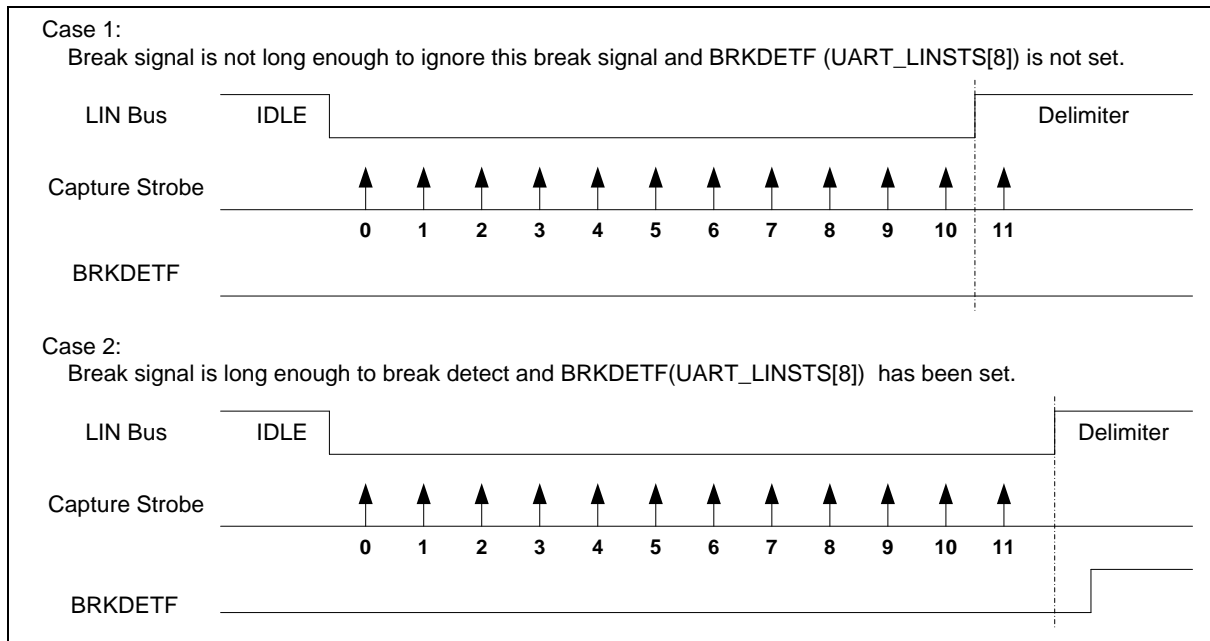 Case 1:
Break signal is not long enough to ignore this break signal and BRKDETF (UART_LINSTS[8]) is not set.
LIN Bus IDLE Delimiter
Capture Strobe
0 1 2 3 4 5 6 7 8 9 10 11
BRKDETF
Case 2:
Break signal is long enough to break detect and BRKDETF(UART_LINSTS[8]) has been set.
LIN Bus IDLE Delimiter
Capture Strobe
0 1 2 3 4 5 6 7 8 9 10 11
BRKDETF